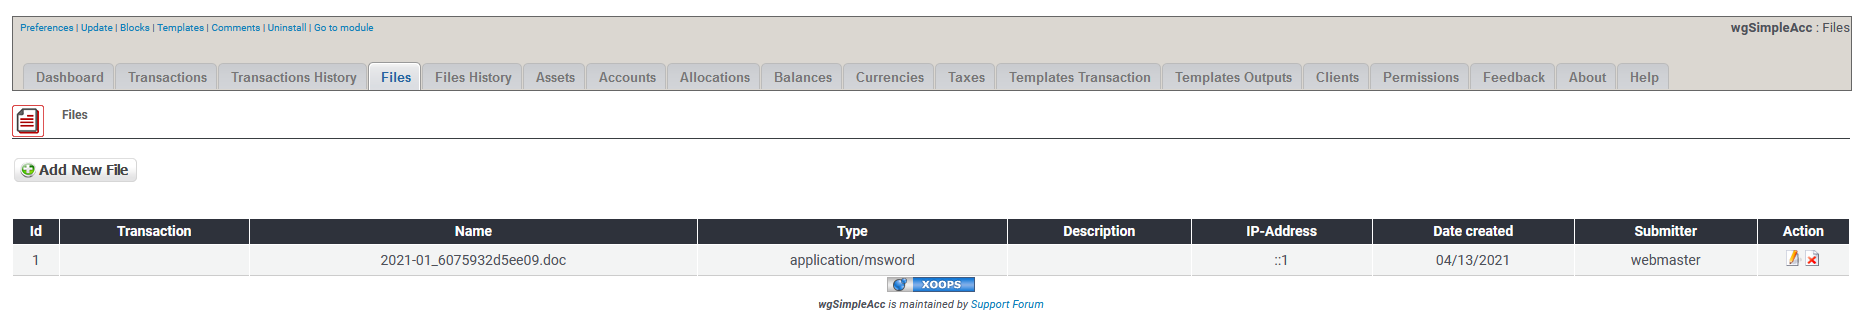 Preferences | Update | Blocks | Templates | Comments | Uninstall | Go to module
wgSimpleAcc : Files
Dashboard Transactions Transactions History Files Files History Assets Accounts Allocations Balances Currencies Taxes Templates Transaction Templates Outputs Clients Permissions Feedback About Help
Files
Add New File
Id Transaction Name Type Description IP-Address Date created Submitter Action
1 2021-01_6075932d5ee09.doc application/msword ::1 04/13/2021 webmaster
XOOPS
wgSimpleAcc is maintained by Support Forum